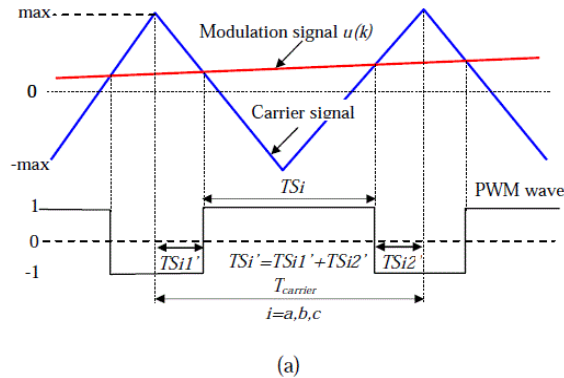 max
Modulation signal u(k)
0
Carrier signal
-max
TSi
PWM wave
1
0
-1
TSi1' TSi'=TSi1'+TSi2' TSi2'
Tcarrier
i=a,b,c
(a)